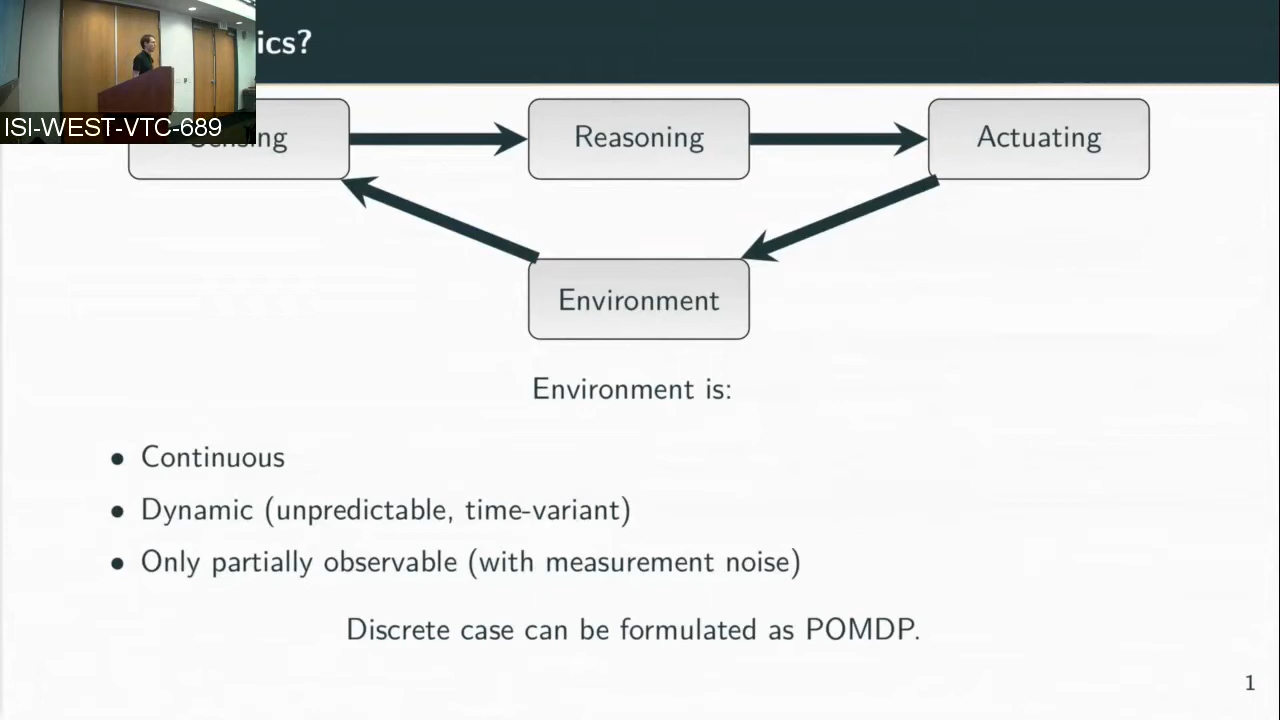 ics?
ISI-WEST-VTC-689
Sensing
Reasoning
Actuating
Environment
Environment is:
• Continuous
• Dynamic (unpredictable, time-variant)
• Only partially observable (with measurement noise)
Discrete case can be formulated as POMDP.
1